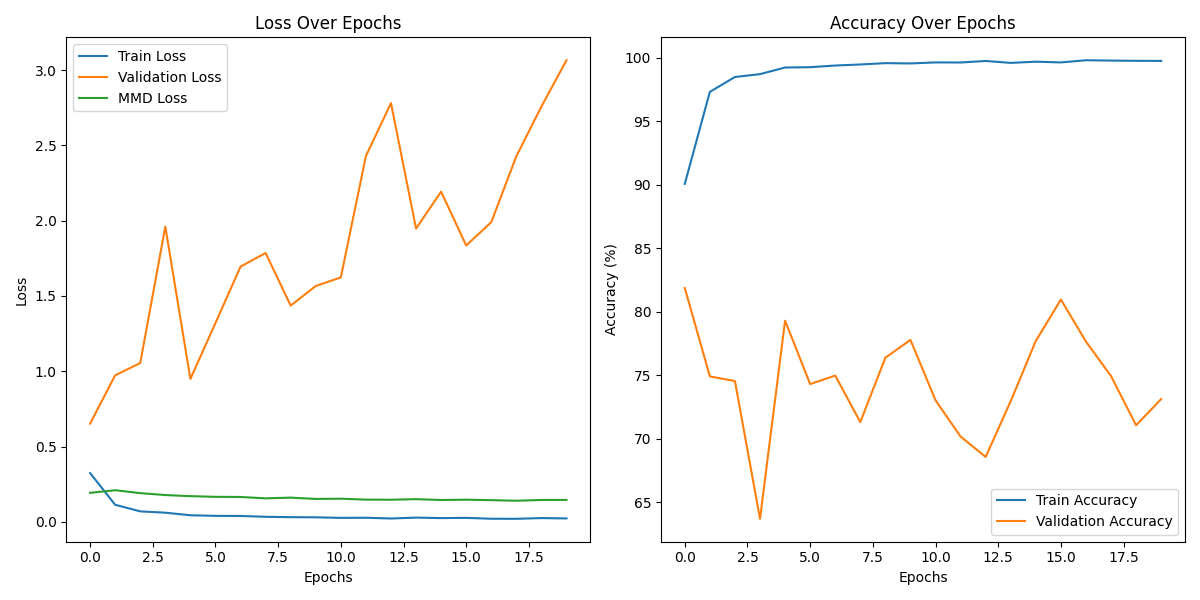 Loss Over Epochs
Train Loss
Validation Loss
MMD Loss
3.0
2.5
2.0
1.5
1.0
0.5
0.0
Loss
0.0 2.5 5.0 7.5 10.0 12.5 15.0 17.5
Epochs
Accuracy Over Epochs
100
95
90
85
80
75
70
65
Accuracy (%)
Train Accuracy
Validation Accuracy
0.0 2.5 5.0 7.5 10.0 12.5 15.0 17.5
Epochs